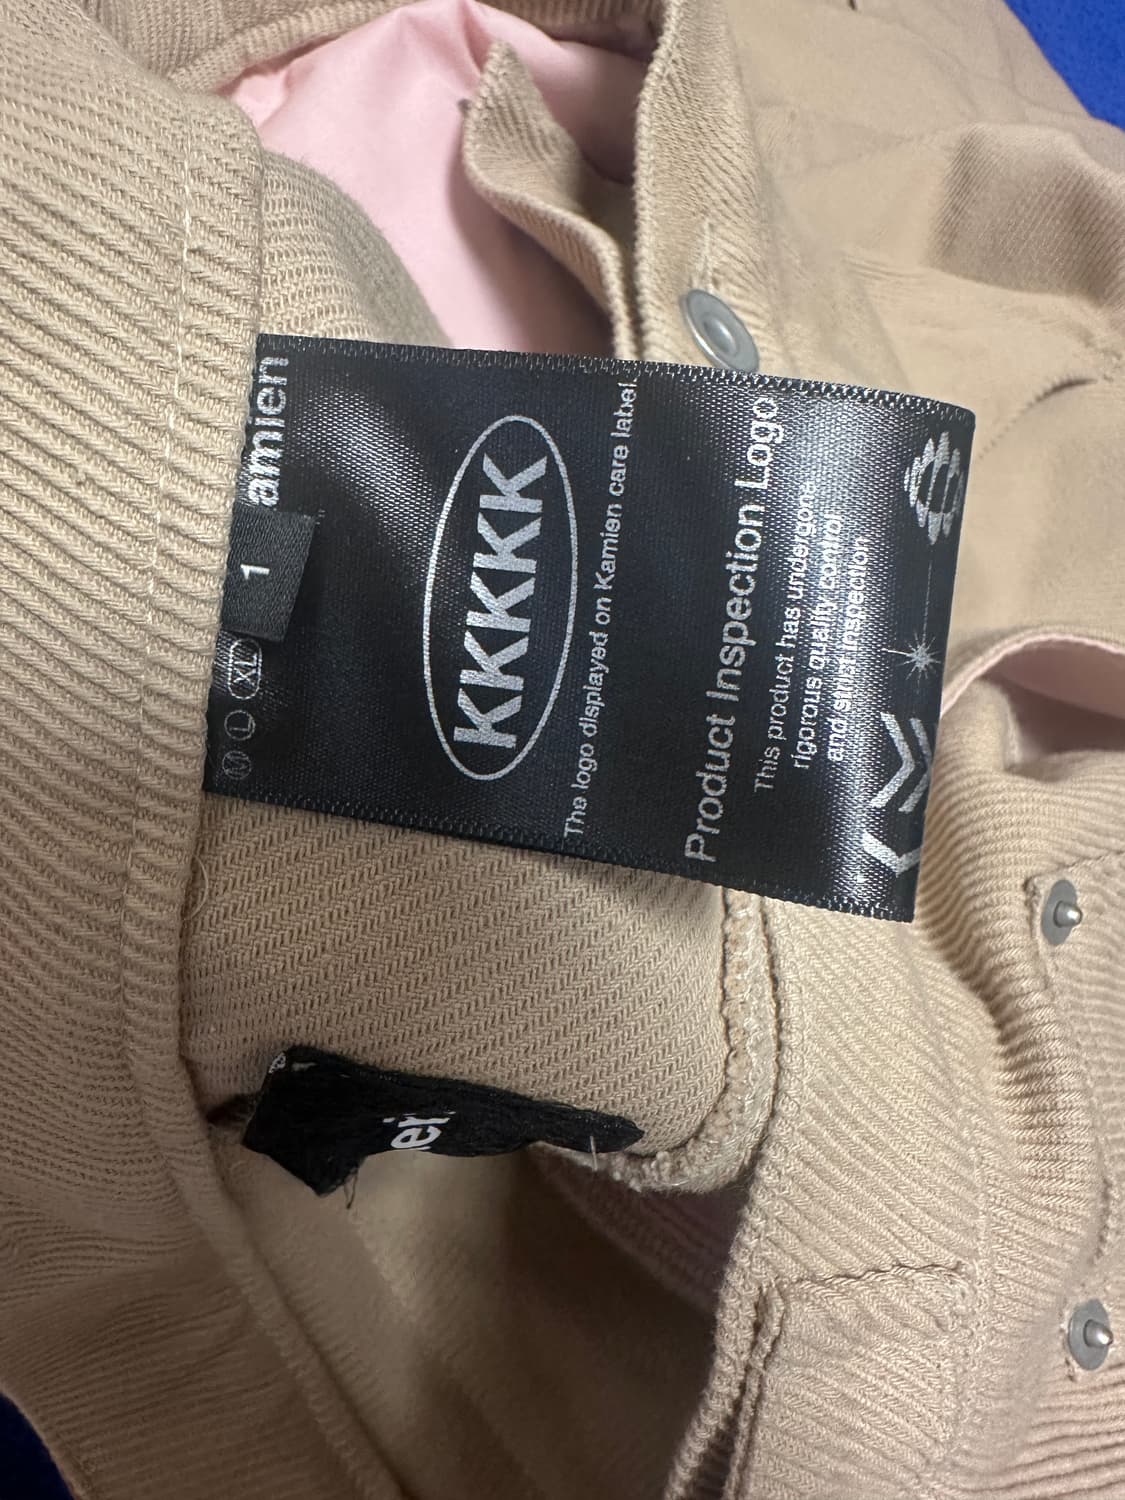 amien
M L XL
1
KKKKK
The logo displayed on Kamien care label.
Product Inspection Logo
This product has undergone
rigorous quality control
and strict inspection